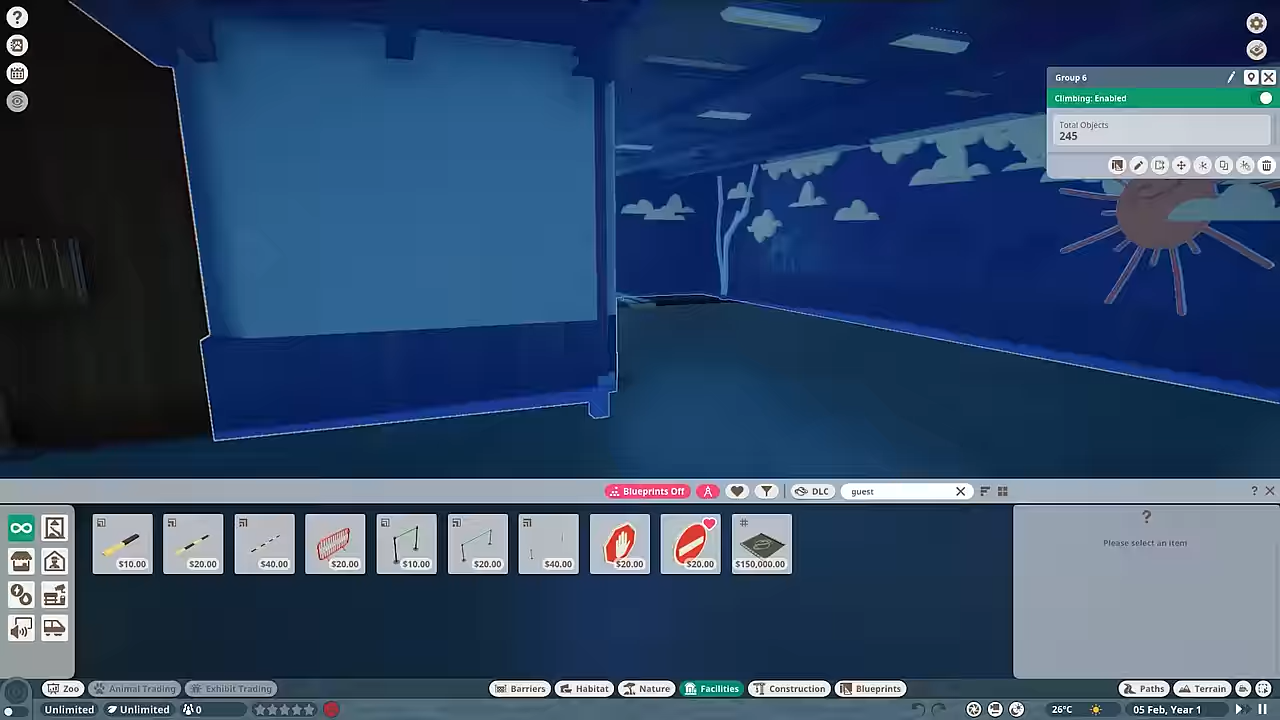 Group 6
Climbing: Enabled
Total Objects
245
Blueprints Off
DLC
guest
$10.00
$20.00
$40.00
$20.00
$10.00
$20.00
$40.00
$20.00
$20.00
$150,000.00
Please select an item
Zoo
Animal Trading
Exhibit Trading
Barriers
Habitat
Nature
Facilities
Construction
Blueprints
Paths
Terrain
Unlimited
Unlimited
0
26°C
05 Feb, Year 1